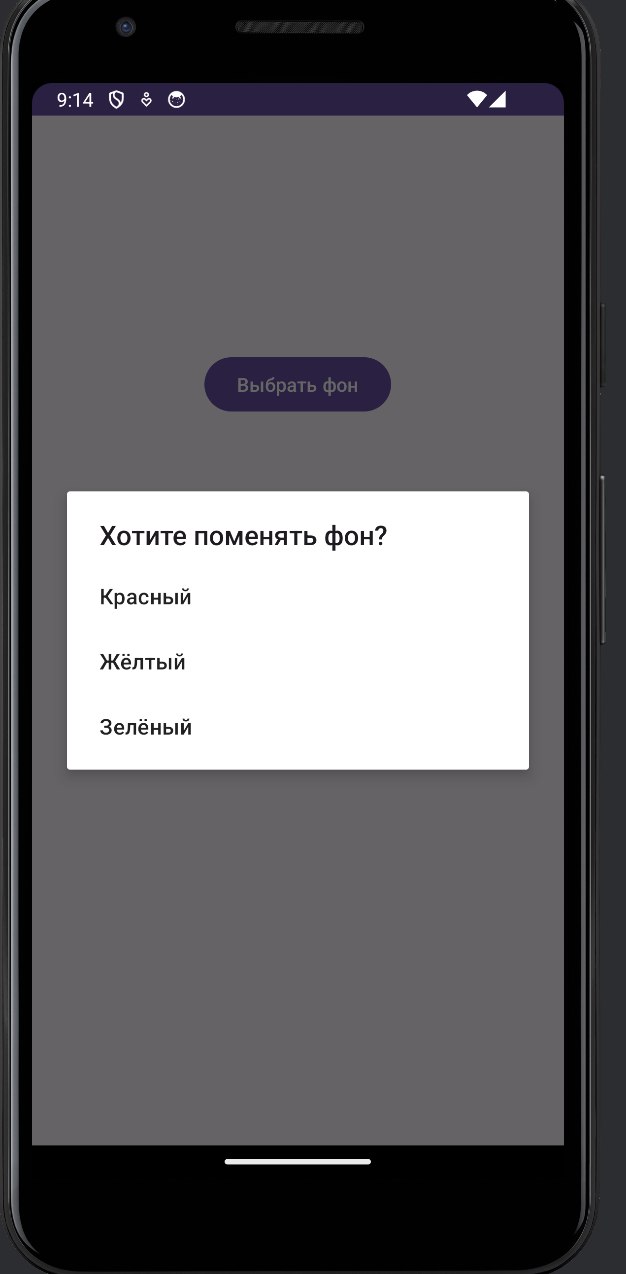 9:14
Выбрать фон
Хотите поменять фон?
Красный
Жёлтый
Зелёный